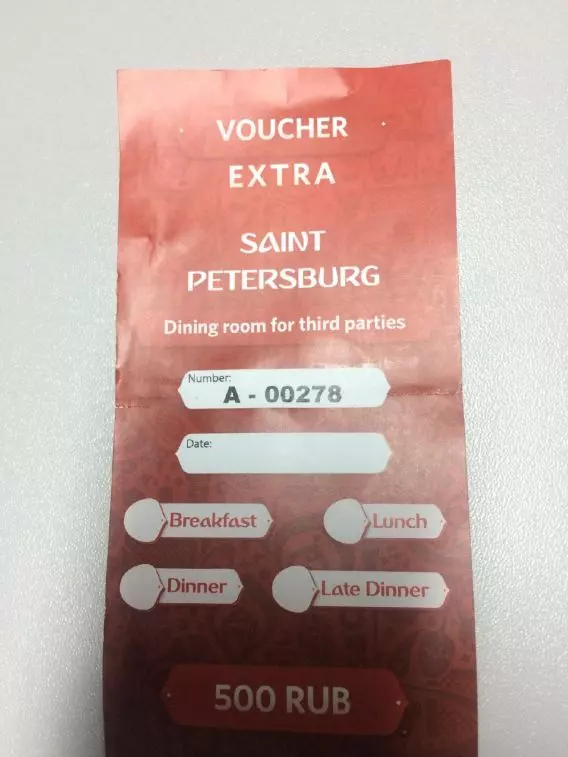 VOUCHER
EXTRA
SAINT
PETERSBURG
Dining room for third parties
Number:
A - 00278
Date:
Breakfast
Lunch
Dinner
Late Dinner
500 RUB